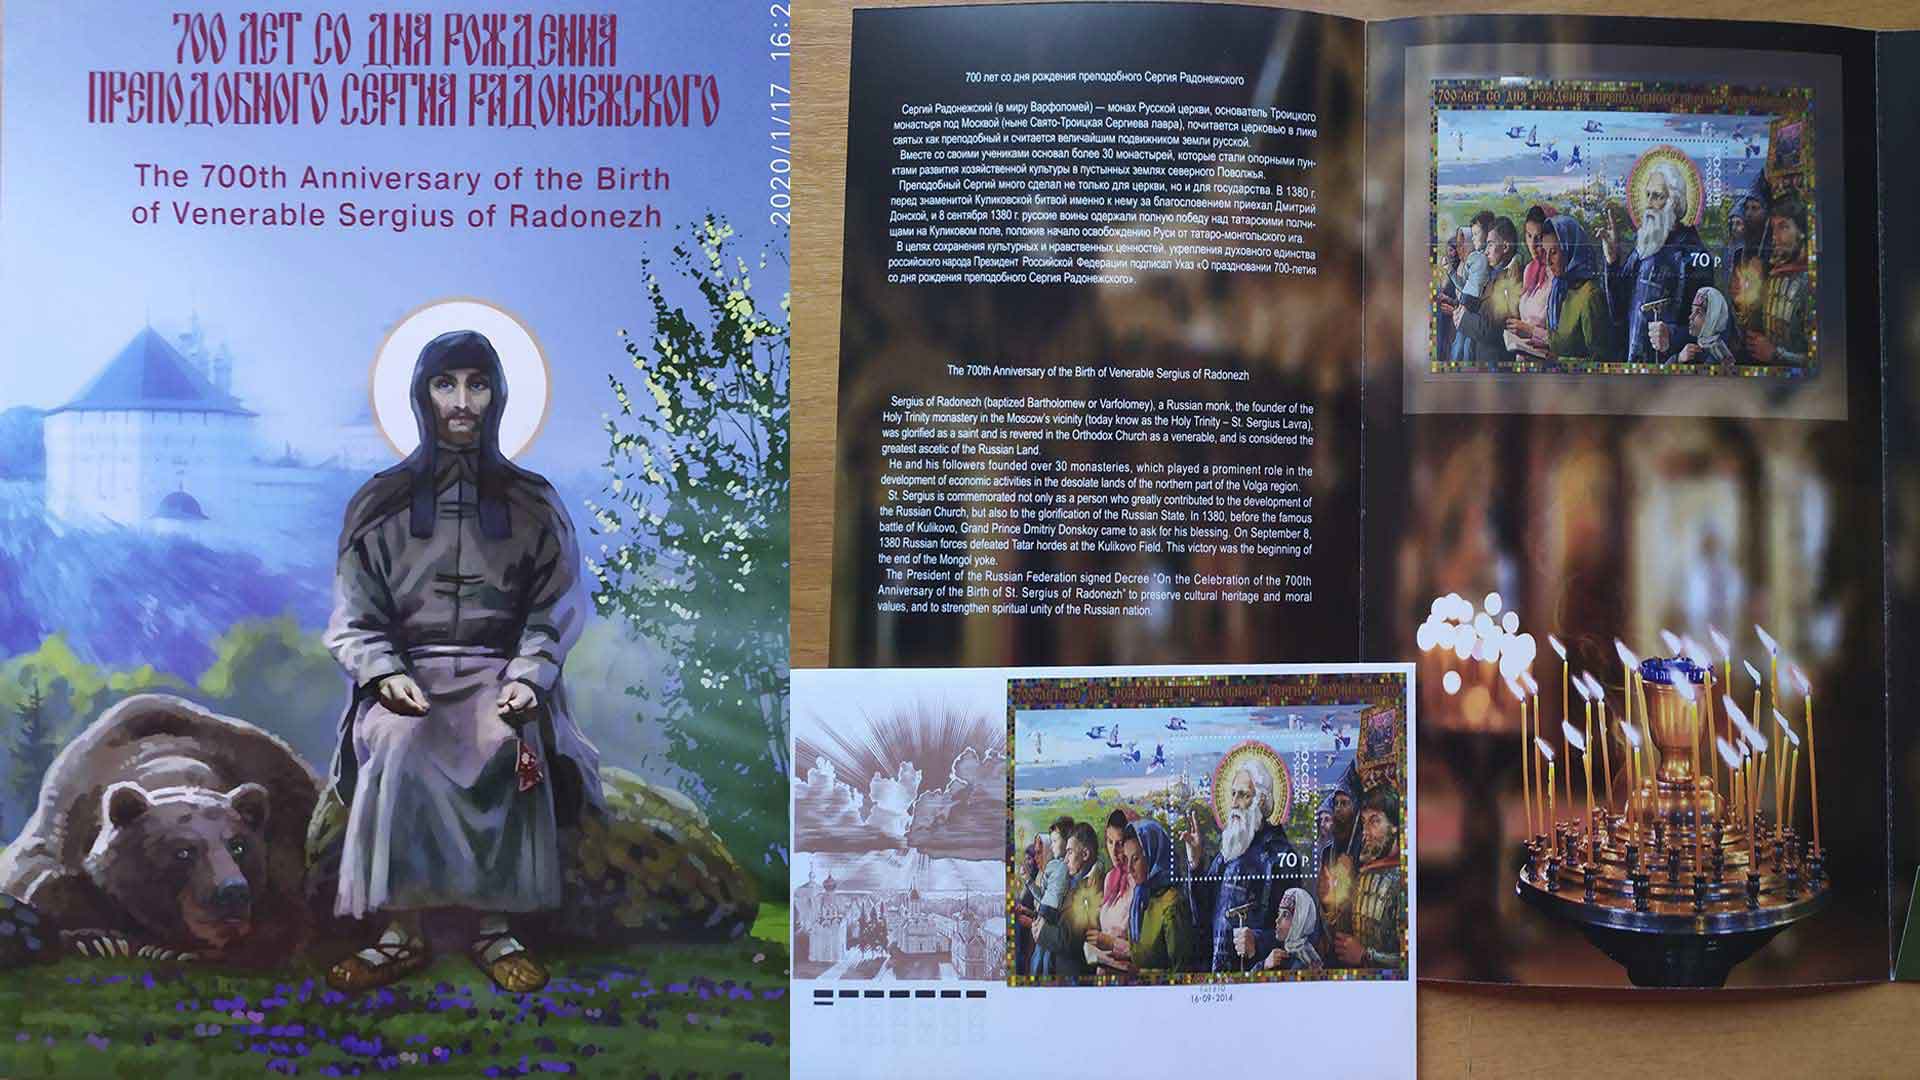 700 ЛЕТ СО ДНЯ РОЖДЕНИЯ
ПРЕПОДОБНОГО СЕРГИЯ РАДОНЕЖСКОГО
The 700th Anniversary of the Birth
of Venerable Sergius of Radonezh
2020/1/17 16:2
700 лет со дня рождения преподобного Сергия Радонежского
Сергий Радонежский (в миру Варфоломей) — монах Русской церкви, основатель Троицкого
монастыря под Москвой (ныне Свято-Троицкая Сергиева лавра), почитается церковью в лике
святых как преподобный и считается величайшим подвижником земли русской.
Вместе со своими учениками основал более 30 монастырей, которые стали опорными пун-
ктами развития хозяйственной культуры в пустынных землях северного Поволжья.
Преподобный Сергий много сделал не только для церкви, но и для государства. В 1380 г.
перед знаменитой Куликовской битвой именно к нему за благословением приехал Дмитрий
Донской, и 8 сентября 1380 г. русские воины одержали полную победу над татарскими полчи-
щами на Куликовом поле, положив начало освобождению Руси от татаро-монгольского ига.
В целях сохранения культурных и нравственных ценностей, укрепления духовного единства
российского народа Президент Российской Федерации подписал Указ «О праздновании 700-летия
со дня рождения преподобного Сергия Радонежского».
The 700th Anniversary of the Birth of Venerable Sergius of Radonezh
Sergius of Radonezh (baptized Bartholomew or Varfolomey), a Russian monk, the founder of the
Holy Trinity monastery in the Moscow's vicinity (today know as the Holy Trinity – St. Sergius Lavra),
was glorified as a saint and is revered in the Orthodox Church as a venerable, and is considered the
greatest ascetic of the Russian Land.
He and his followers founded over 30 monasteries, which played a prominent role in the
development of economic activities in the desolate lands of the northern part of the Volga region.
St. Sergius is commemorated not only as a person who greatly contributed to the development of
the Russian Church, but also to the glorification of the Russian State. In 1380, before the famous
battle of Kulikovo, Grand Prince Dmitriy Donskoy came to ask for his blessing. On September 8,
1380 Russian forces defeated Tatar hordes at the Kulikovo Field. This victory was the beginning of
the end of the Mongol yoke.
The President of the Russian Federation signed Decree "On the Celebration of the 700th
Anniversary of the Birth of St. Sergius of Radonezh" to preserve cultural heritage and moral
values, and to strengthen spiritual unity of the Russian nation.
700 ЛЕТ СО ДНЯ РОЖДЕНИЯ ПРЕПОДОБНОГО СЕРГИЯ РАДОНЕЖСКОГО
РОССИЯ
70 Р
700 ЛЕТ СО ДНЯ РОЖДЕНИЯ ПРЕПОДОБНОГО СЕРГИЯ РАДОНЕЖСКОГО
РОССИЯ
70 Р
16-09-2014